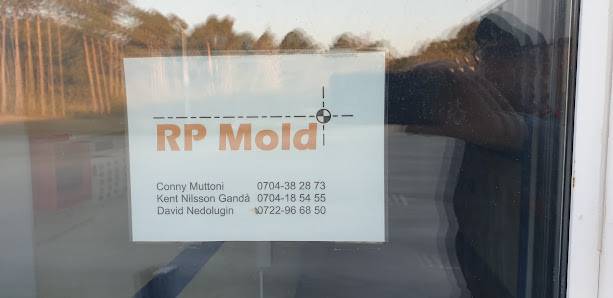 RP Mold
Conny Muttoni 0704-38 28 73
Kent Nilsson Gandå 0704-18 54 55
David Nedolugin 0722-96 68 50